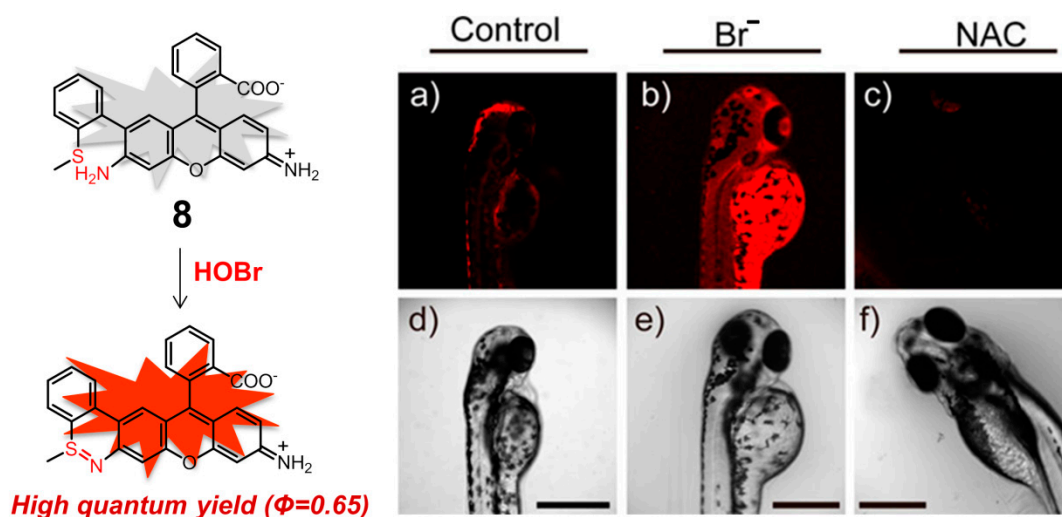 COO⁻
S
H₂N
O
⁺NH₂
8
HOBr
COO⁻
S=N
O
⁺NH₂
High quantum yield (Φ=0.65)
Control
Br⁻
NAC
a)
b)
c)
d)
e)
f)